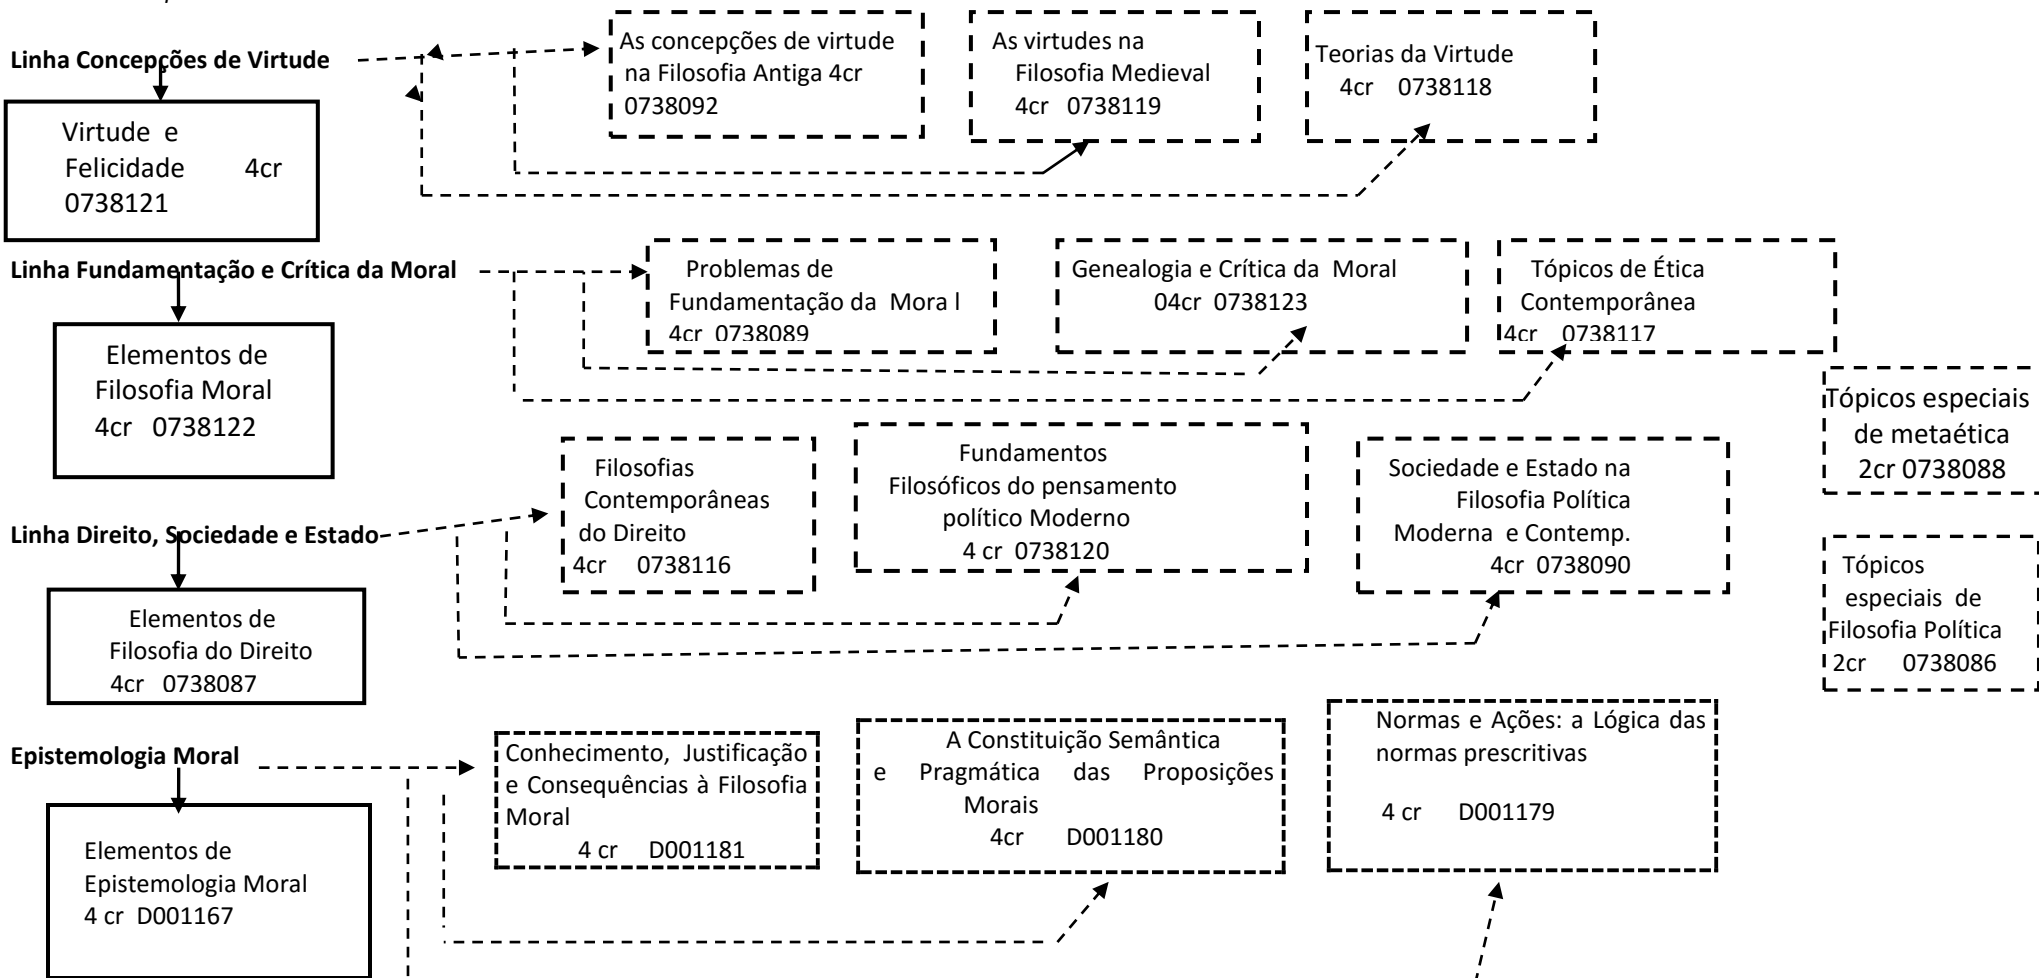 Linha Concepções de Virtude
As concepções de virtude
na Filosofia Antiga 4cr
0738092
As virtudes na
Filosofia Medieval
4cr 0738119
Teorias da Virtude
4cr 0738118
Virtude e
Felicidade 4cr
0738121
Linha Fundamentação e Crítica da Moral
Problemas de
Fundamentação da Mora l
4cr 0738089
Genealogia e Crítica da Moral
04cr 0738123
Tópicos de Ética
Contemporânea
4cr 0738117
Elementos de
Filosofia Moral
4cr 0738122
Tópicos especiais
de metaética
2cr 0738088
Linha Direito, Sociedade e Estado
Filosofias
Contemporâneas
do Direito
4cr 0738116
Fundamentos
Filosóficos do pensamento
político Moderno
4 cr 0738120
Sociedade e Estado na
Filosofia Política
Moderna e Contemp.
4cr 0738090
Tópicos
especiais de
Filosofia Política
2cr 0738086
Elementos de
Filosofia do Direito
4cr 0738087
Epistemologia Moral
Conhecimento, Justificação
e Consequências à Filosofia
Moral
4 cr D001181
A Constituição Semântica
e Pragmática das Proposições
Morais
4cr D001180
Normas e Ações: a Lógica das
normas prescritivas
4 cr D001179
Elementos de
Epistemologia Moral
4 cr D001167